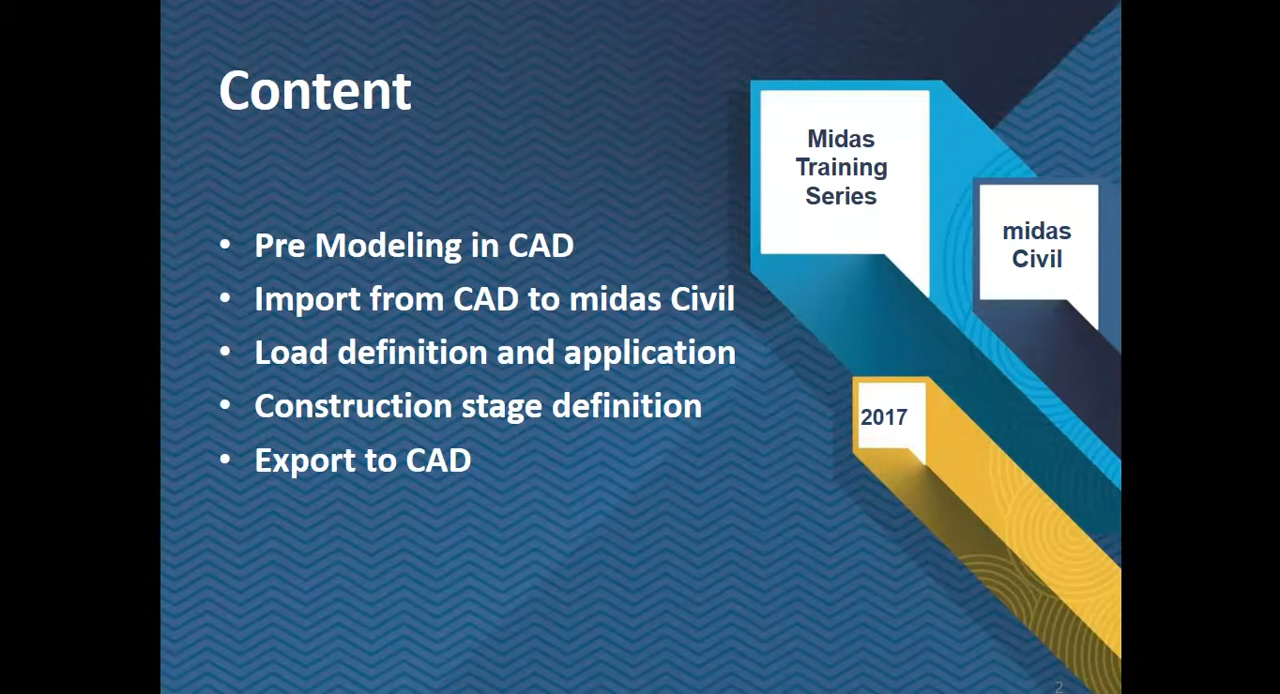 Content
• Pre Modeling in CAD
• Import from CAD to midas Civil
• Load definition and application
• Construction stage definition
• Export to CAD
Midas
Training
Series
midas
Civil
2017
2